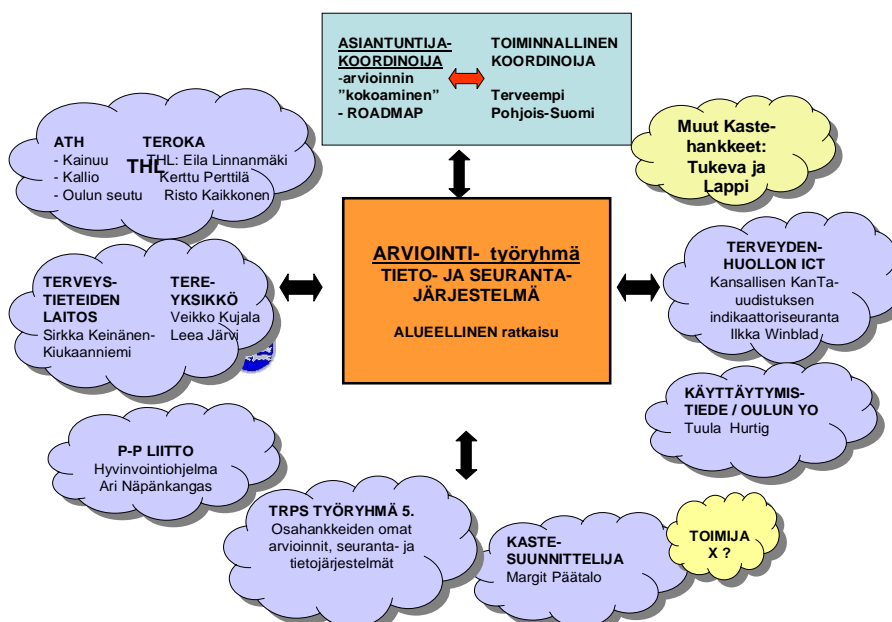 ASIANTUNTIJA-
KOORDINOIJA
-arvioinnin
"kokoaminen"
- ROADMAP
TOIMINNALLINEN
KOORDINOIJA
Terveempi
Pohjois-Suomi
ATH
- Kainuu
- Kallio
- Oulun seutu
THL
TEROKA
THL: Eila Linnanmäki
Kerttu Perttilä
Risto Kaikkonen
Muut Kaste-
hankkeet:
Tukeva ja
Lappi
ARVIOINTI- työryhmä
TIETO- JA SEURANTA-
JÄRJESTELMÄ
ALUEELLINEN ratkaisu
TERVEYS-
TIETEIDEN
LAITOS
Sirkka Keinänen-
Kiukaanniemi
TERE-
YKSIKKÖ
Veikko Kujala
Leea Järvi
TERVEYDEN-
HUOLLON ICT
Kansallisen KanTa-
uudistuksen
indikaattoriseuranta
Ilkka Winblad
KÄYTTÄYTYMIS-
TIEDE / OULUN YO
Tuula Hurtig
P-P LIITTO
Hyvinvointiohjelma
Ari Näpänkangas
TRPS TYÖRYHMÄ 5.
Osahankkeiden omat
arvioinnit, seuranta- ja
tietojärjestelmät
KASTE-
SUUNNITTELIJA
Margit Päätalo
TOIMIJA
X ?